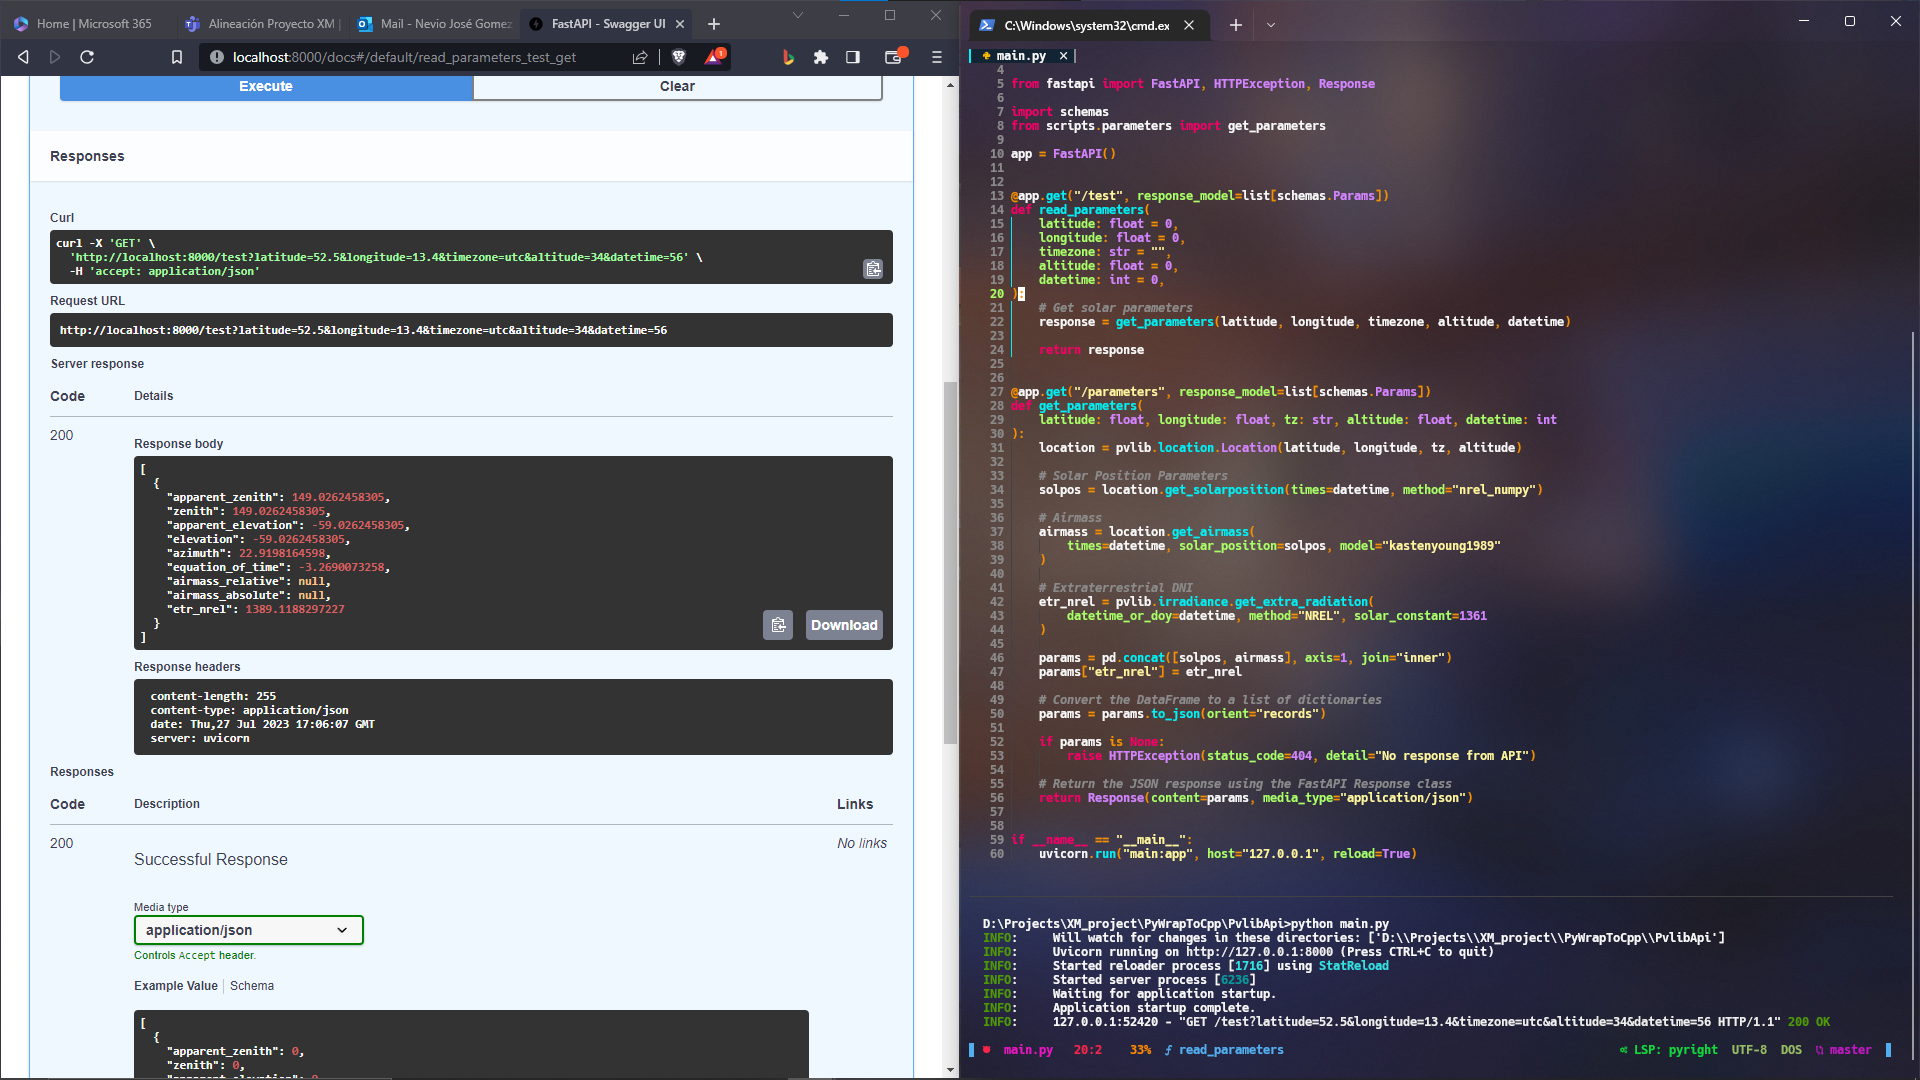 Home | Microsoft 365
Alineación Proyecto XM |
Mail - Nevio José Gomez
FastAPI - Swagger UI
localhost:8000/docs#/default/read_parameters_test_get
1
Execute
Clear
Responses
Curl
curl -X 'GET' \
'http://localhost:8000/test?latitude=52.5&longitude=13.4&timezone=utc&altitude=34&datetime=56' \
-H 'accept: application/json'
Request URL
http://localhost:8000/test?latitude=52.5&longitude=13.4&timezone=utc&altitude=34&datetime=56
Server response
Code Details
200
Response body
[
{
"apparent_zenith": 149.0262458305,
"zenith": 149.0262458305,
"apparent_elevation": -59.0262458305,
"elevation": -59.0262458305,
"azimuth": 22.9198164598,
"equation_of_time": -3.2690073258,
"airmass_relative": null,
"airmass_absolute": null,
"etr_nrel": 1389.1188297227
}
]
Download
Response headers
content-length: 255
content-type: application/json
date: Thu,27 Jul 2023 17:06:07 GMT
server: uvicorn
Responses
Code Description Links
200
Successful Response
No links
Media type
application/json
Controls Accept header.
Example Value Schema
[
{
"apparent_zenith": 0,
"zenith": 0,
C:\Windows\system32\cmd.ex
main.py
4
5 from fastapi import FastAPI, HTTPException, Response
6
7 import schemas
8 from scripts.parameters import get_parameters
9
10 app = FastAPI()
11
12
13 @app.get("/test", response_model=list[schemas.Params])
14 def read_parameters(
15 latitude: float = 0,
16 longitude: float = 0,
17 timezone: str = "",
18 altitude: float = 0,
19 datetime: int = 0,
20 ):
21 # Get solar parameters
22 response = get_parameters(latitude, longitude, timezone, altitude, datetime)
23
24 return response
25
26
27 @app.get("/parameters", response_model=list[schemas.Params])
28 def get_parameters(
29 latitude: float, longitude: float, tz: str, altitude: float, datetime: int
30 ):
31 location = pvlib.location.Location(latitude, longitude, tz, altitude)
32
33 # Solar Position Parameters
34 solpos = location.get_solarposition(times=datetime, method="nrel_numpy")
35
36 # Airmass
37 airmass = location.get_airmass(
38 times=datetime, solar_position=solpos, model="kastenyoung1989"
39 )
40
41 # Extraterrestrial DNI
42 etr_nrel = pvlib.irradiance.get_extra_radiation(
43 datetime_or_doy=datetime, method="NREL", solar_constant=1361
44 )
45
46 params = pd.concat([solpos, airmass], axis=1, join="inner")
47 params["etr_nrel"] = etr_nrel
48
49 # Convert the DataFrame to a list of dictionaries
50 params = params.to_json(orient="records")
51
52 if params is None:
53 raise HTTPException(status_code=404, detail="No response from API")
54
55 # Return the JSON response using the FastAPI Response class
56 return Response(content=params, media_type="application/json")
57
58
59 if __name__ == "__main__":
60 uvicorn.run("main:app", host="127.0.0.1", reload=True)
D:\Projects\XM_project\PyWrapToCpp\PvlibApi>python main.py
INFO: Will watch for changes in these directories: ['D:\\Projects\\XM_project\\PyWrapToCpp\\PvlibApi']
INFO: Uvicorn running on http://127.0.0.1:8000 (Press CTRL+C to quit)
INFO: Started reloader process [1716] using StatReload
INFO: Started server process [6236]
INFO: Waiting for application startup.
INFO: Application startup complete.
INFO: 127.0.0.1:52420 - "GET /test?latitude=52.5&longitude=13.4&timezone=utc&altitude=34&datetime=56 HTTP/1.1" 200 OK
main.py 20:2 33% ƒ read_parameters LSP: pyright UTF-8 DOS master